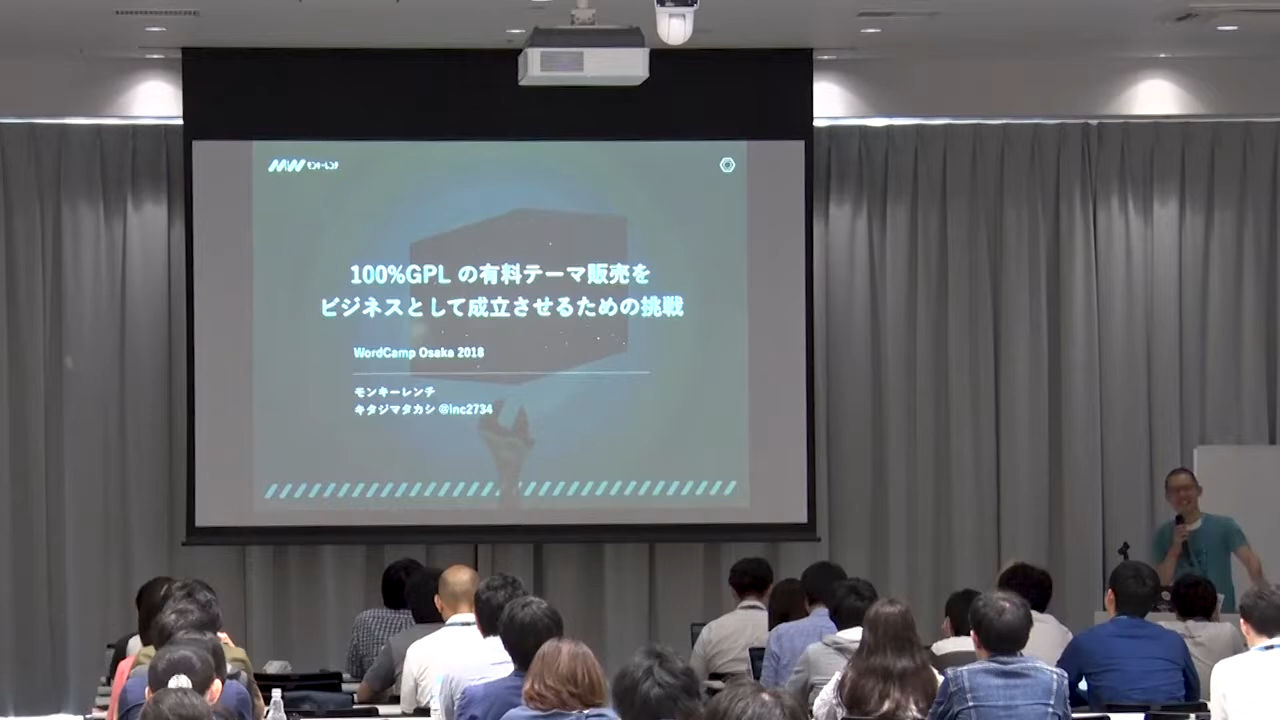 MW モンキーレンチ
100%GPL の有料テーマ販売を
ビジネスとして成立させるための挑戦
WordCamp Osaka 2018
モンキーレンチ
キタジマタカシ @inc2734